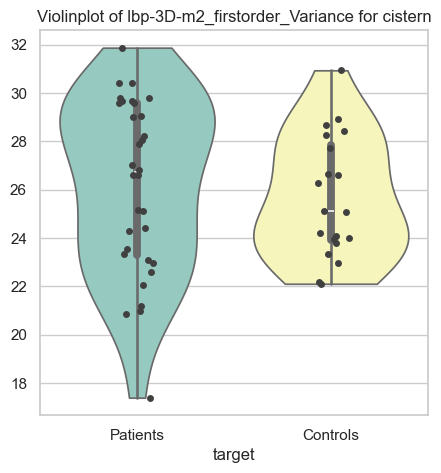 Violinplot of lbp-3D-m2_firstorder_Variance for cistern
32
30
28
26
24
22
20
18
Patients Controls
target